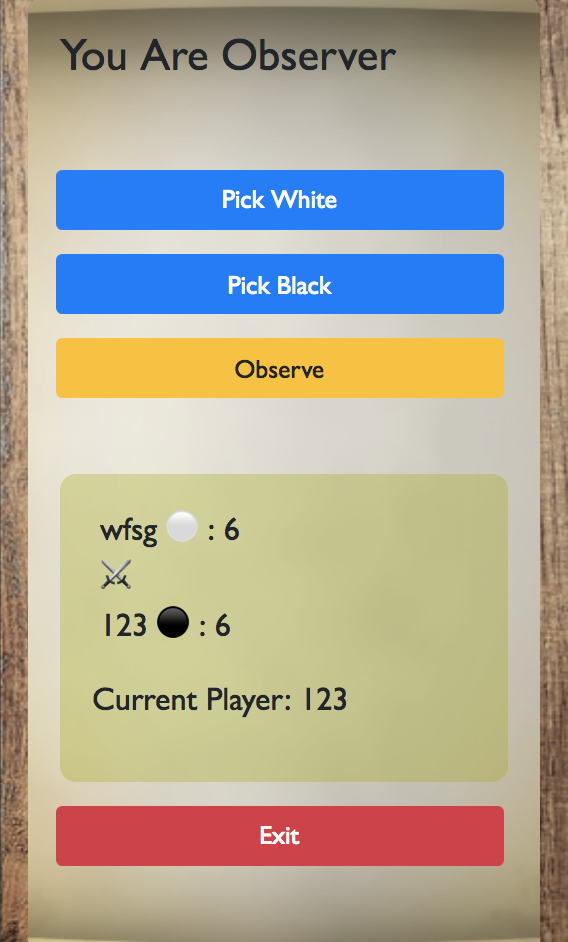 You Are Observer
Pick White
Pick Black
Observe
wfsg ⚪ : 6
⚔
123 ⚫ : 6
Current Player: 123
Exit